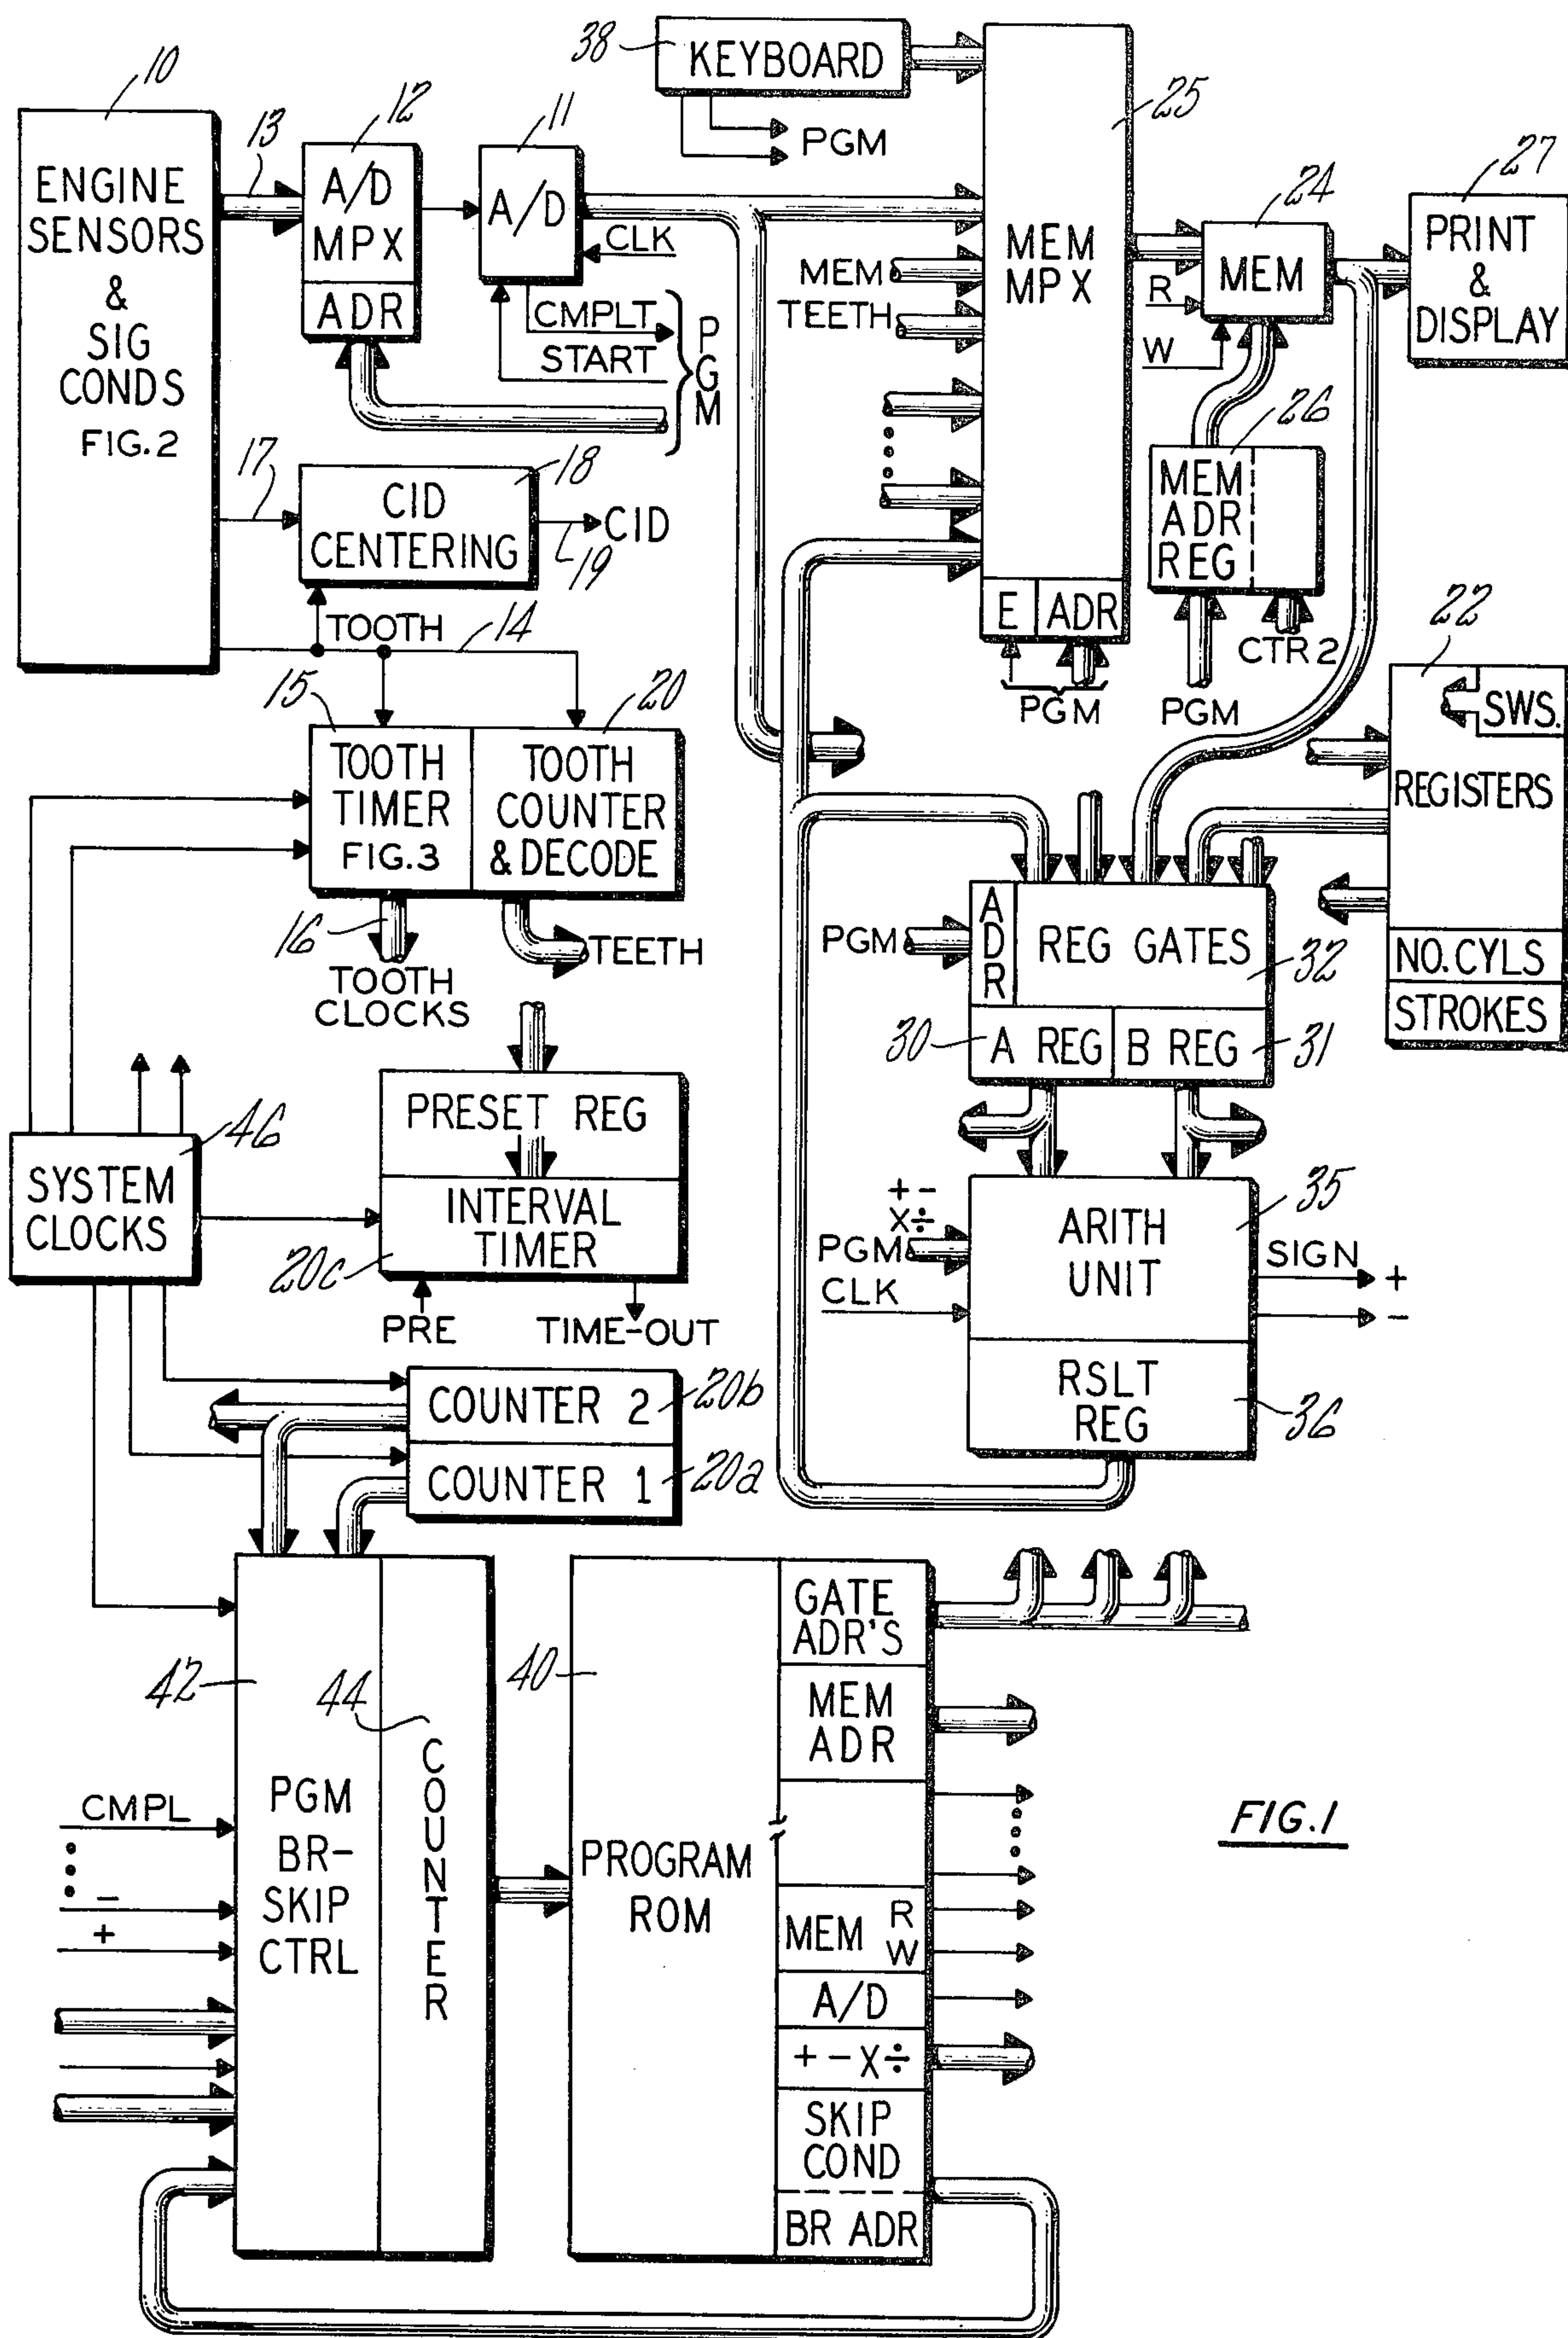 10
ENGINE
SENSORS
&
SIG
CONDS
FIG.2
13
12
A/D
MPX
ADR
11
A/D
CLK
CMPLT
START
PGM
38
KEYBOARD
PGM
25
MEM
MPX
MEM
TEETH
E
ADR
PGM
24
MEM
R
W
27
PRINT
&
DISPLAY
26
MEM
ADR
REG
PGM
CTR 2
17
18
CID
CENTERING
CID
19
TOOTH
14
15
TOOTH
TIMER
FIG.3
20
TOOTH
COUNTER
& DECODE
16
TOOTH
CLOCKS
TEETH
22
SWS.
REGISTERS
NO. CYLS
STROKES
PGM
ADR
REG GATES
32
30
A REG
B REG
31
46
SYSTEM
CLOCKS
PRESET REG
INTERVAL
TIMER
20c
PRE
TIME-OUT
+ -
X÷
PGM
CLK
ARITH
UNIT
35
SIGN
+
-
RSLT
REG
36
COUNTER 2
20b
COUNTER 1
20a
42
44
PGM
BR-
SKIP
CTRL
COUNTER
CMPL
-
+
40
PROGRAM
ROM
GATE
ADR'S
MEM
ADR
MEM
R
W
A/D
+ - X÷
SKIP
COND
BR ADR
FIG.1